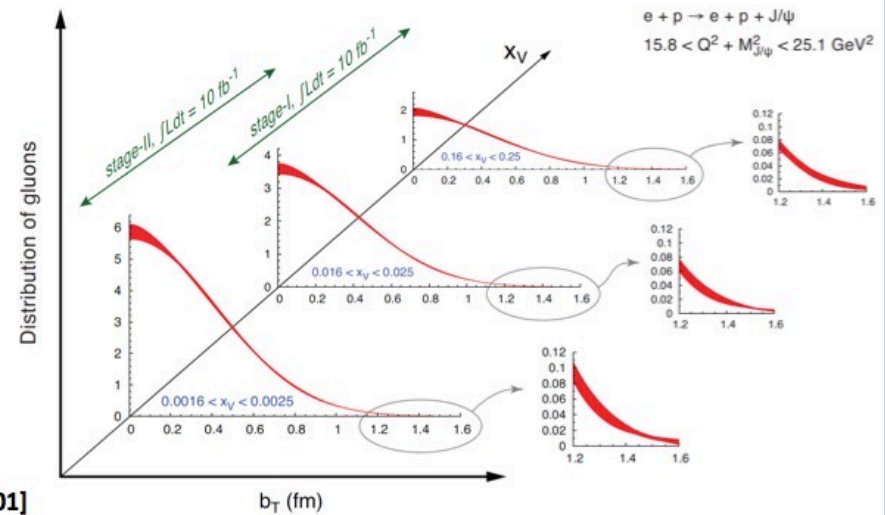 e + p → e + p + J/ψ
15.8 < Q² + M²J/ψ < 25.1 GeV²
stage-II, ∫Ldt = 10 fb⁻¹
stage-I, ∫Ldt = 10 fb⁻¹
xV
Distribution of gluons
2
1
0
0 0.2 0.4 0.6 0.8 1 1.2 1.4 1.6
0.16 < xV < 0.25
0.12
0.1
0.08
0.06
0.04
0.02
0
1.2 1.4 1.6
4
3
2
1
0
0 0.2 0.4 0.6 0.8 1 1.2 1.4 1.6
0.016 < xV < 0.025
0.12
0.1
0.08
0.06
0.04
0.02
0
1.2 1.4 1.6
6
5
4
3
2
1
0
0 0.2 0.4 0.6 0.8 1 1.2 1.4 1.6
0.0016 < xV < 0.0025
0.12
0.1
0.08
0.06
0.04
0.02
0
1.2 1.4 1.6
bT (fm)
01]